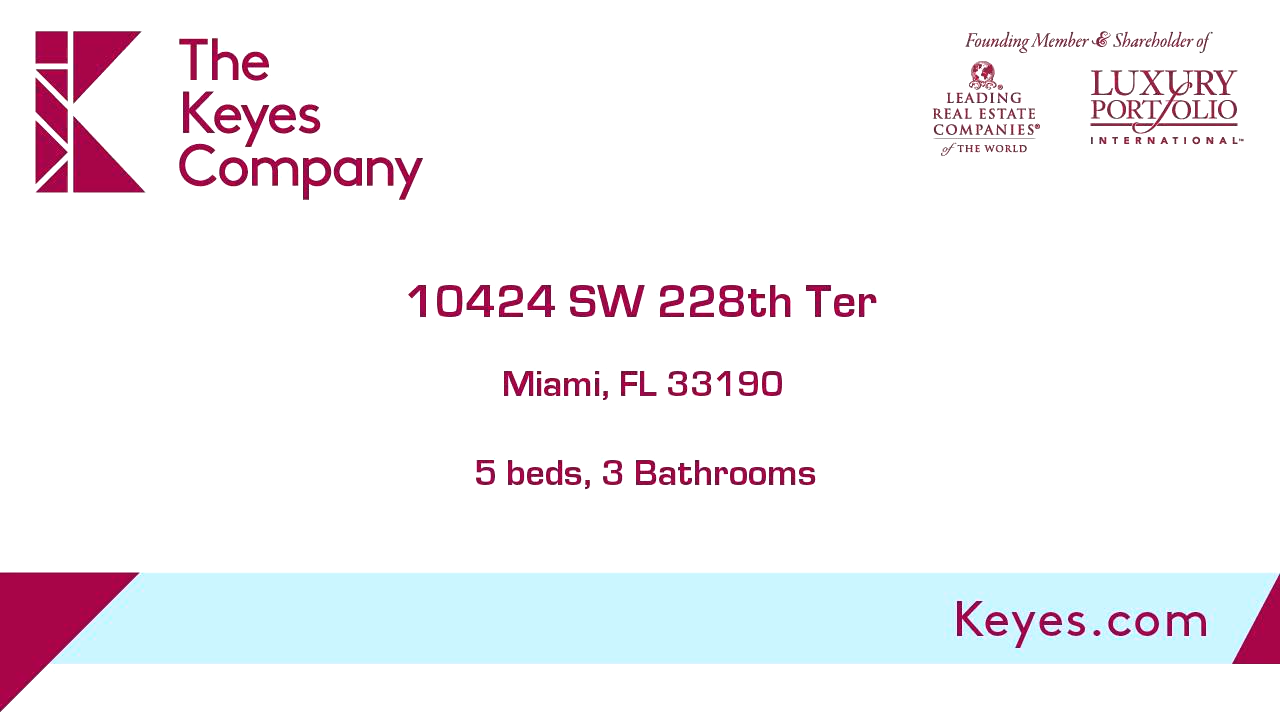 The
Keyes
Company
Founding Member & Shareholder of
LEADING
REAL ESTATE
COMPANIES®
of THE WORLD
LUXURY
PORTFOLIO
INTERNATIONAL™
10424 SW 228th Ter
Miami, FL 33190
5 beds, 3 Bathrooms
Keyes.com